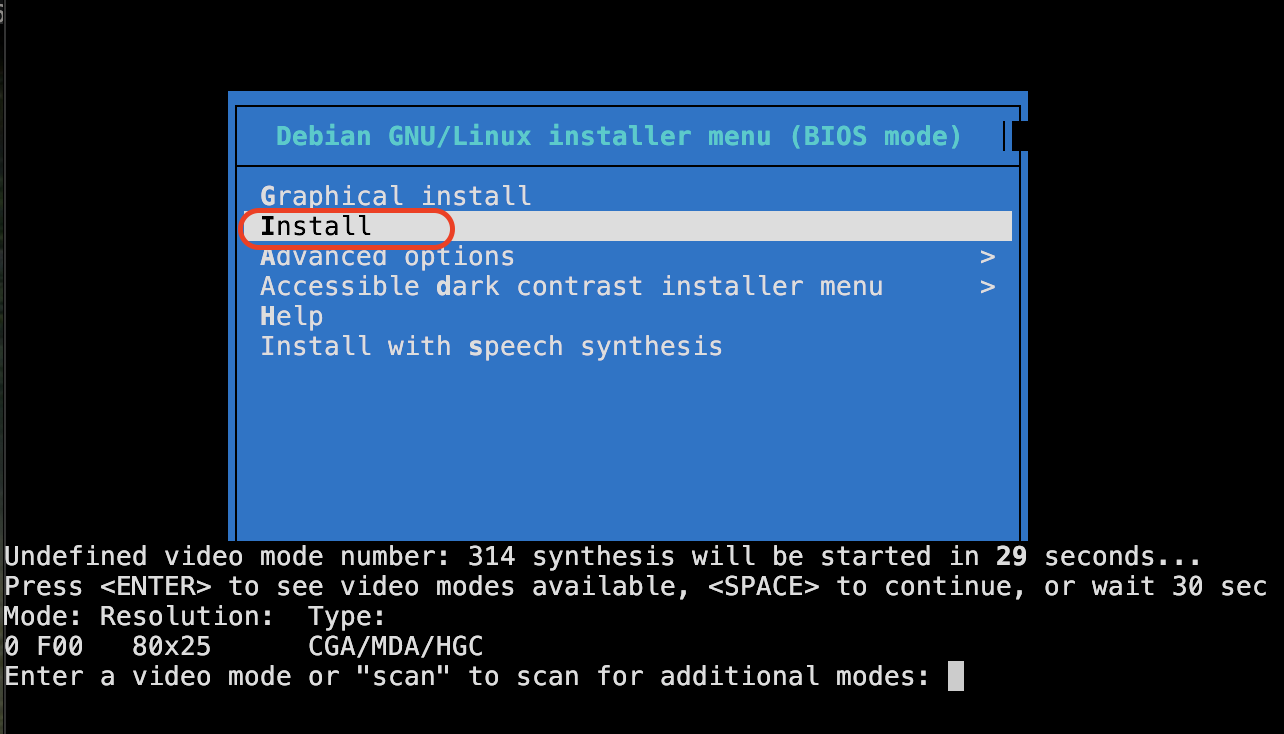 Debian GNU/Linux installer menu (BIOS mode)
Graphical install
Install
Advanced options >
Accessible dark contrast installer menu >
Help
Install with speech synthesis
Undefined video mode number: 314 synthesis will be started in 29 seconds...
Press <ENTER> to see video modes available, <SPACE> to continue, or wait 30 sec
Mode: Resolution: Type:
0 F00 80x25 CGA/MDA/HGC
Enter a video mode or "scan" to scan for additional modes: